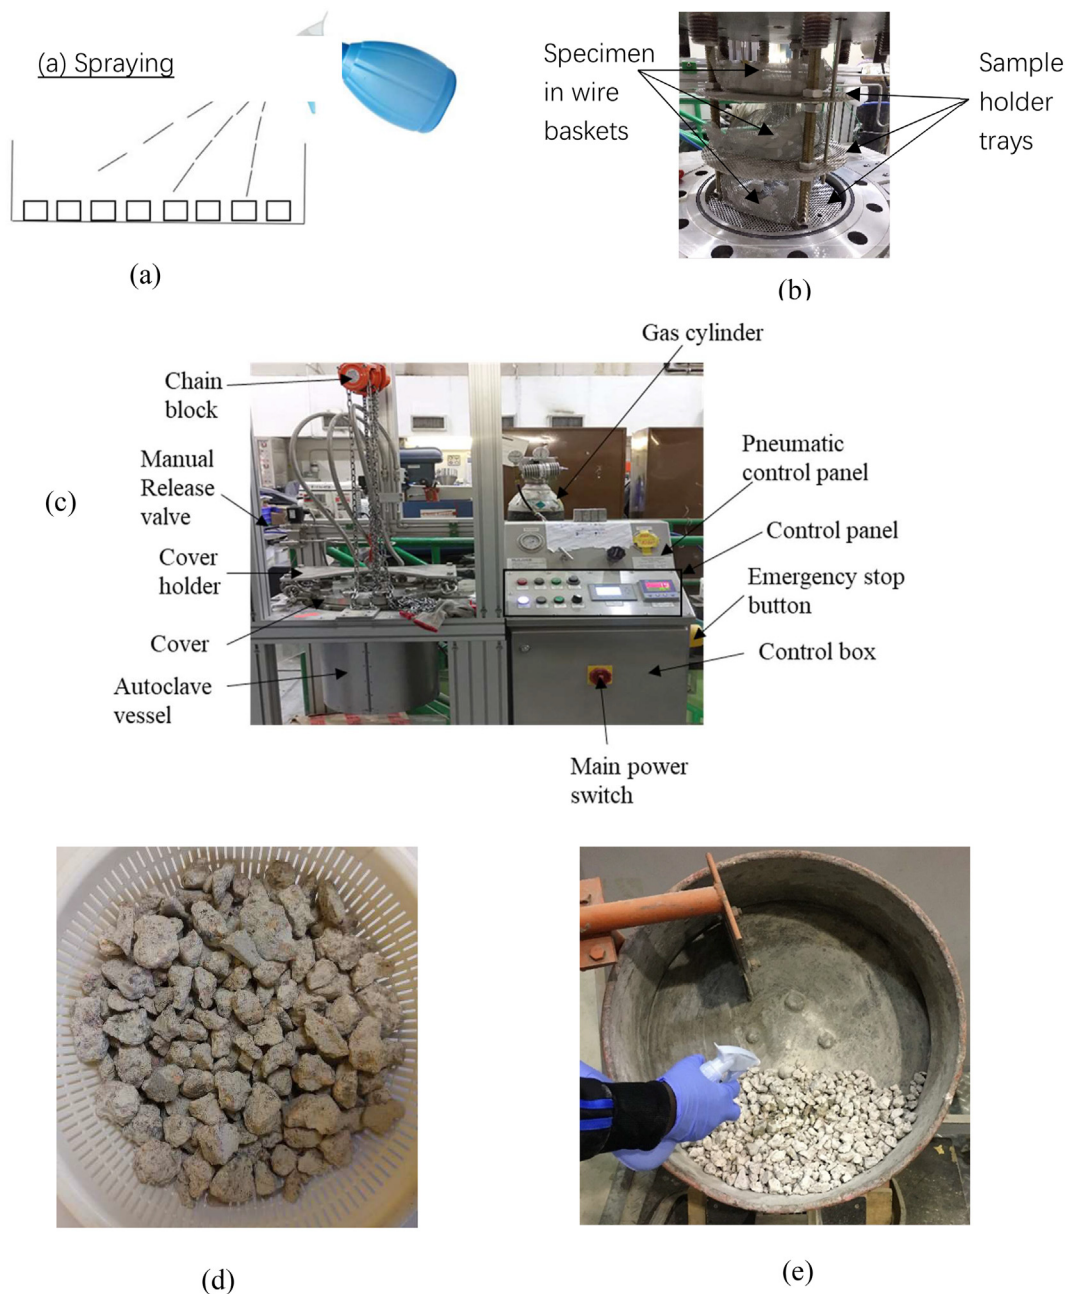 (a) Spraying
(a)
Specimen
in wire
baskets
Sample
holder
trays
(b)
Gas cylinder
Chain
block
Manual
Release
valve
Cover
holder
Cover
Autoclave
vessel
(c)
Pneumatic
control panel
Control panel
Emergency stop
button
Control box
Main power
switch
(d)
(e)